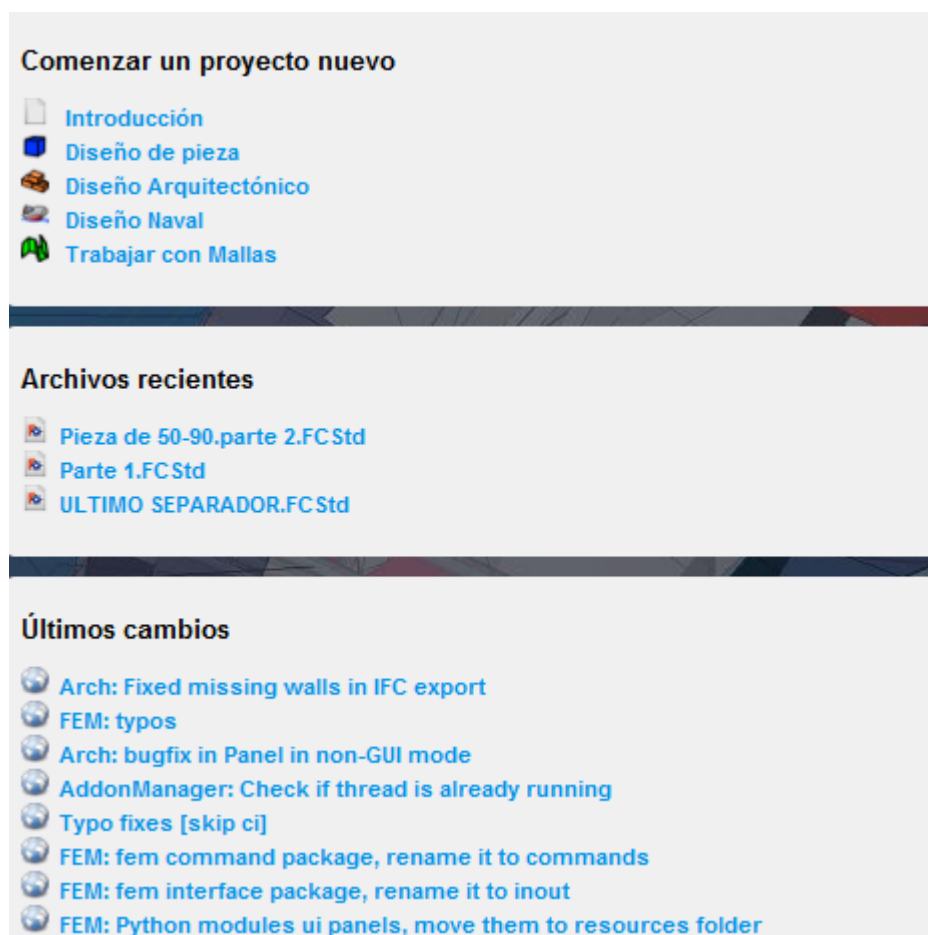 Comenzar un proyecto nuevo
Introducción
Diseño de pieza
Diseño Arquitectónico
Diseño Naval
Trabajar con Mallas
Archivos recientes
Pieza de 50-90.parte 2.FCStd
Parte 1.FCStd
ULTIMO SEPARADOR.FCStd
Últimos cambios
Arch: Fixed missing walls in IFC export
FEM: typos
Arch: bugfix in Panel in non-GUI mode
AddonManager: Check if thread is already running
Typo fixes [skip ci]
FEM: fem command package, rename it to commands
FEM: fem interface package, rename it to inout
FEM: Python modules ui panels, move them to resources folder